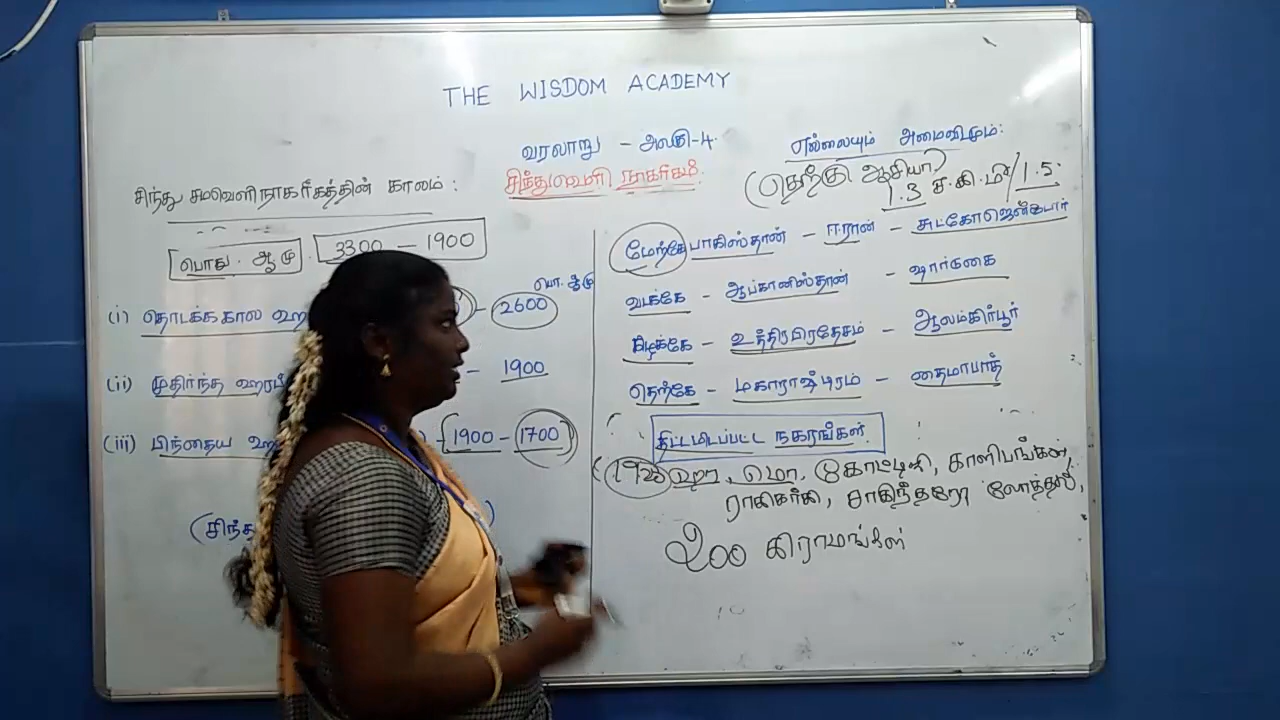 THE WISDOM ACADEMY
வரலாறு – அலகு-4.
சிந்துவெளி நாகரிகம்.
சிந்து சமவெளி நாகரீகத்தின் காலம் :
பொது . ஆ மு . 3300 – 1900
பொ. ஆ மு
(i) தொடக்க கால – 2600
(ii) முதிர்ந்த – 1900
(iii) பிந்தைய 1900 – 1700
(சிந்து
எல்லையும் அமைவிடமும்:
(தெற்கு ஆசியா)
1.3 ச.கி.மீ / 1.5.
மேற்கே பாகிஸ்தான் – ஈரான் – சுட்கோஜென்டோர்
வடக்கே – ஆப்கானிஸ்தான் – ஷார்டுகை
கிழக்கே – உத்திரபிரதேசம் – ஆலம்கிர்பூர்
தெற்கே – மகாராஷ்டிரம் – தைமாபாத்
திட்டமிடப்பட்ட நகரங்கள்.
ஹரா, மொ, காளிபங்கன்,
ராகிகர்கி, லோத்தல்,
200 கிராமங்கள்